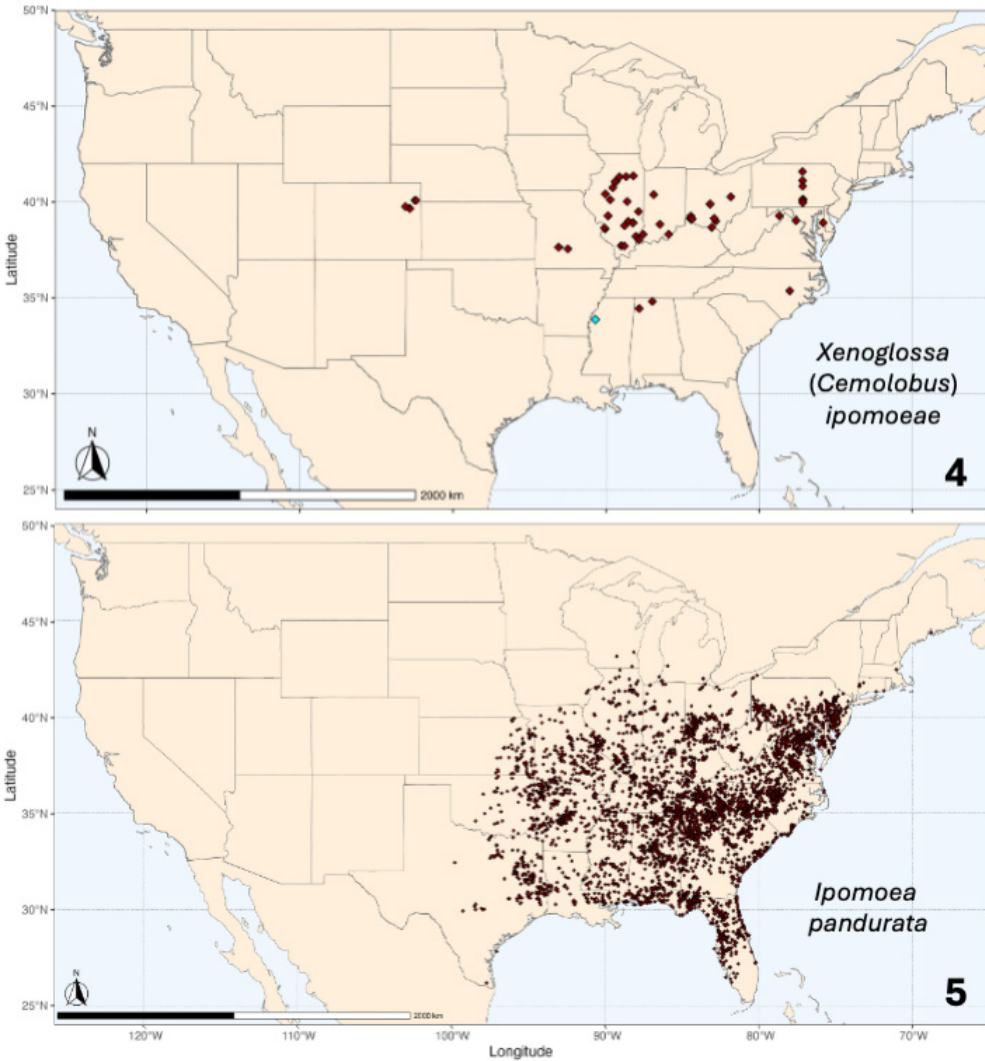 50°N
45°N
40°N
35°N
30°N
25°N
Latitude
N
2000 km
Xenoglossa
(Cemolobus)
ipomoeae
4
50°N
45°N
40°N
35°N
30°N
25°N
Latitude
N
2000 km
Ipomoea
pandurata
5
120°W
110°W
100°W
90°W
80°W
70°W
Longitude